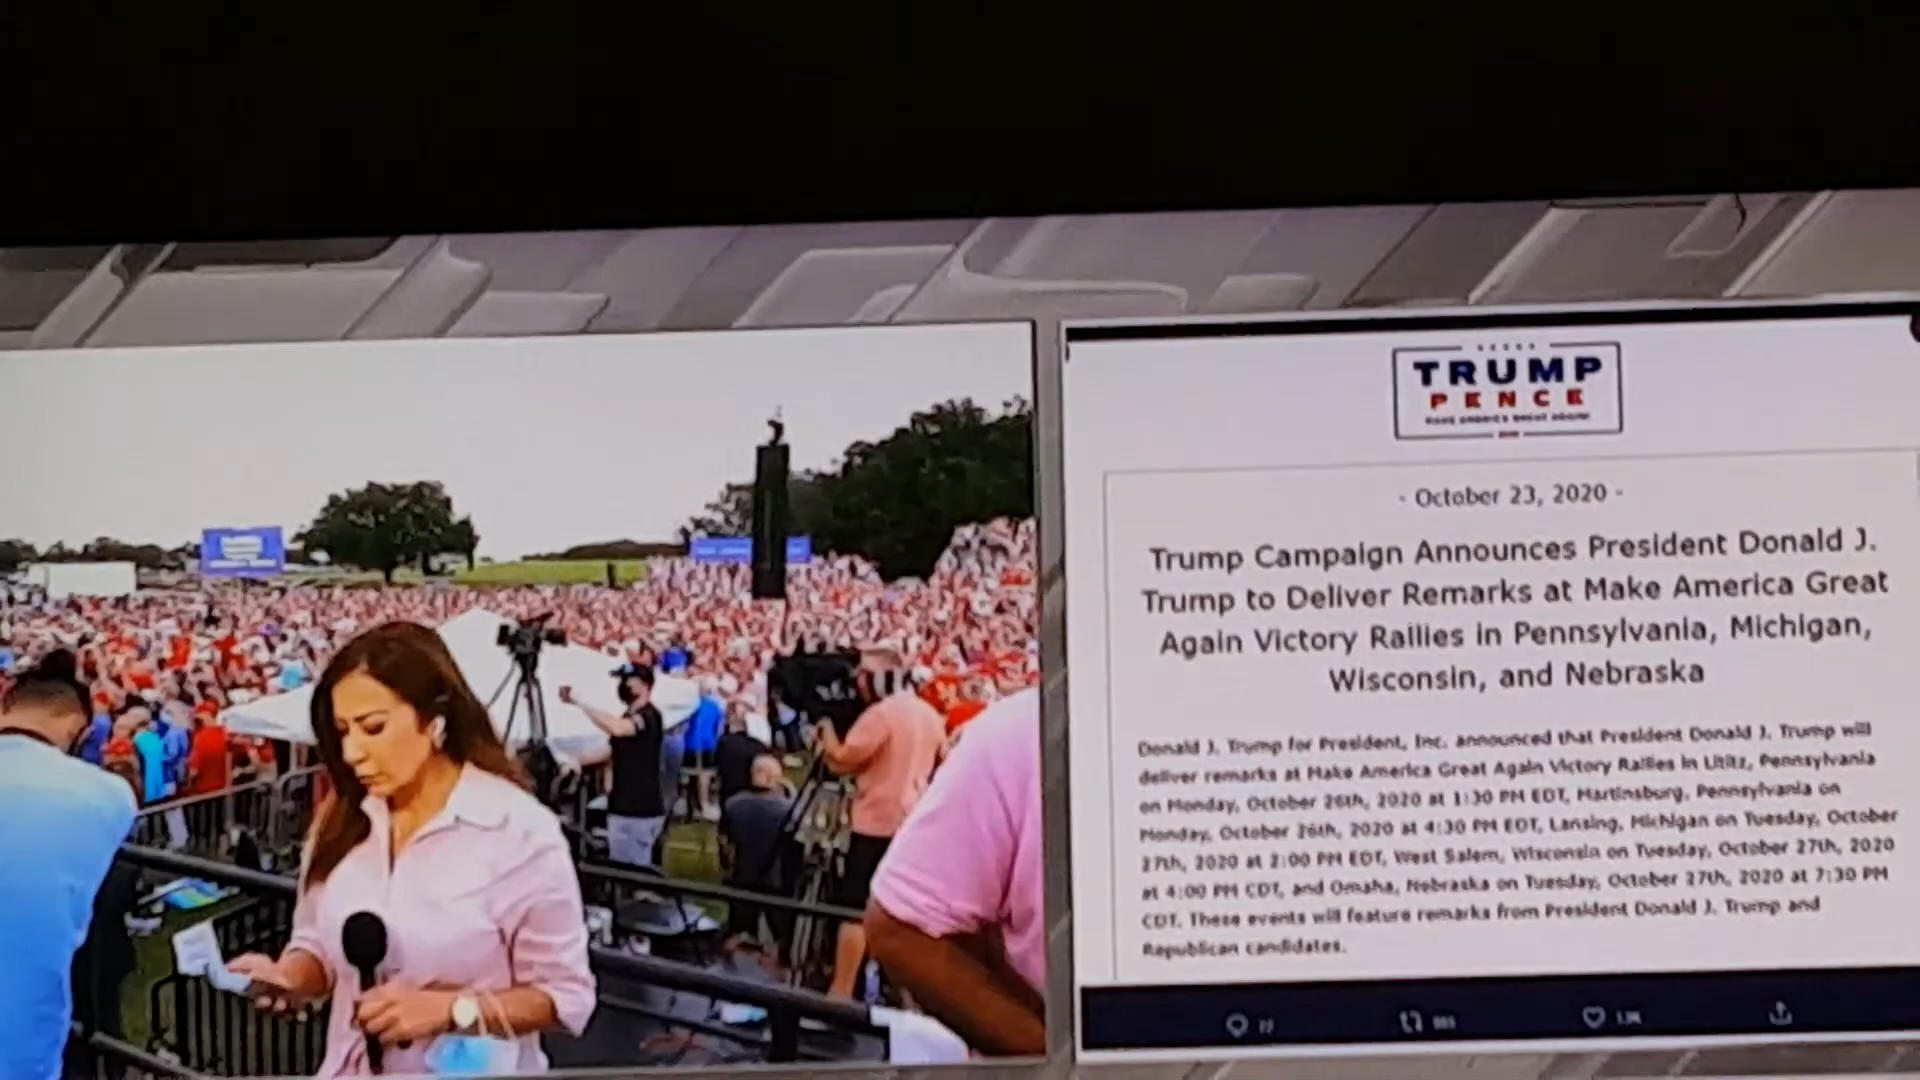 TRUMP
PENCE
MAKE AMERICA GREAT AGAIN!
- October 23, 2020 -
Trump Campaign Announces President Donald J.
Trump to Deliver Remarks at Make America Great
Again Victory Rallies in Pennsylvania, Michigan,
Wisconsin, and Nebraska
Donald J. Trump for President, Inc. announced that President Donald J. Trump will
deliver remarks at Make America Great Again Victory Rallies in Lititz, Pennsylvania
on Monday, October 26th, 2020 at 1:30 PM EDT, Martinsburg, Pennsylvania on
Monday, October 26th, 2020 at 4:30 PM EDT, Lansing, Michigan on Tuesday, October
27th, 2020 at 2:00 PM EDT, West Salem, Wisconsin on Tuesday, October 27th, 2020
at 4:00 PM CDT, and Omaha, Nebraska on Tuesday, October 27th, 2020 at 7:30 PM
CDT. These events will feature remarks from President Donald J. Trump and
Republican candidates.